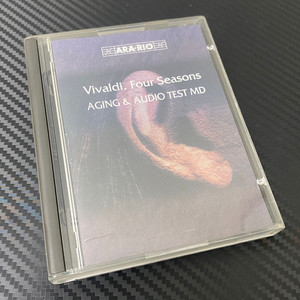 ARA-RIO
Vivaldi. Four Seasons
AGING & AUDIO TEST MD